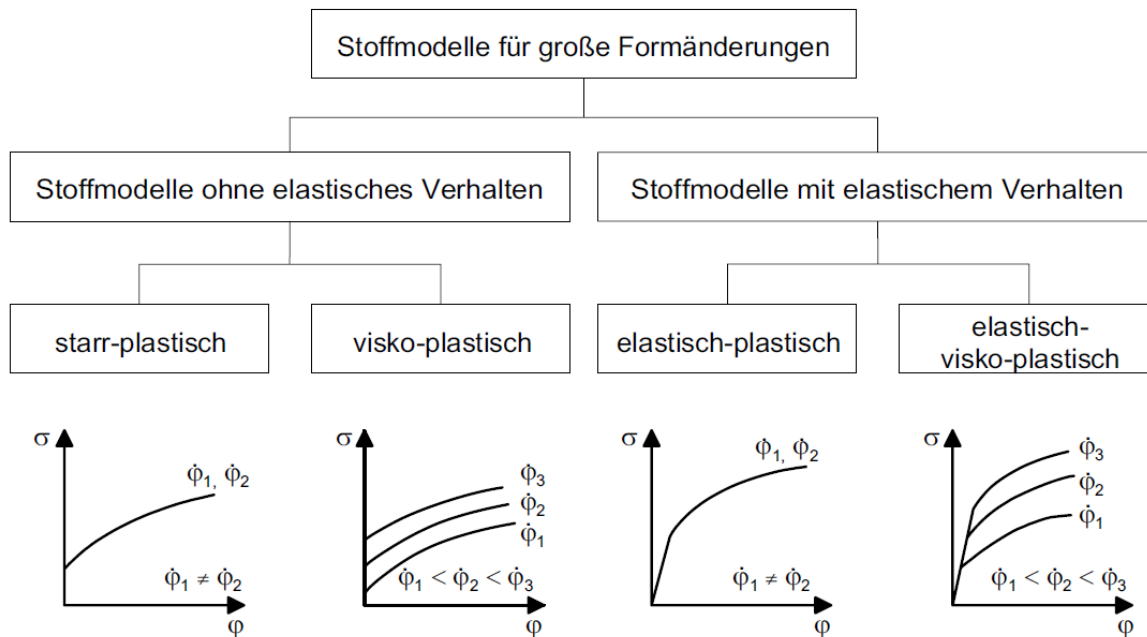 Stoffmodelle für große Formänderungen
Stoffmodelle ohne elastisches Verhalten
Stoffmodelle mit elastischem Verhalten
starr-plastisch
visko-plastisch
elastisch-plastisch
elastisch-
visko-plastisch
σ
φ̇₁, φ̇₂
φ̇₁ ≠ φ̇₂
φ
σ
φ̇₃
φ̇₂
φ̇₁
φ̇₁ < φ̇₂ < φ̇₃
φ
σ
φ̇₁, φ̇₂
φ̇₁ ≠ φ̇₂
φ
σ
φ̇₃
φ̇₂
φ̇₁
φ̇₁ < φ̇₂ < φ̇₃
φ